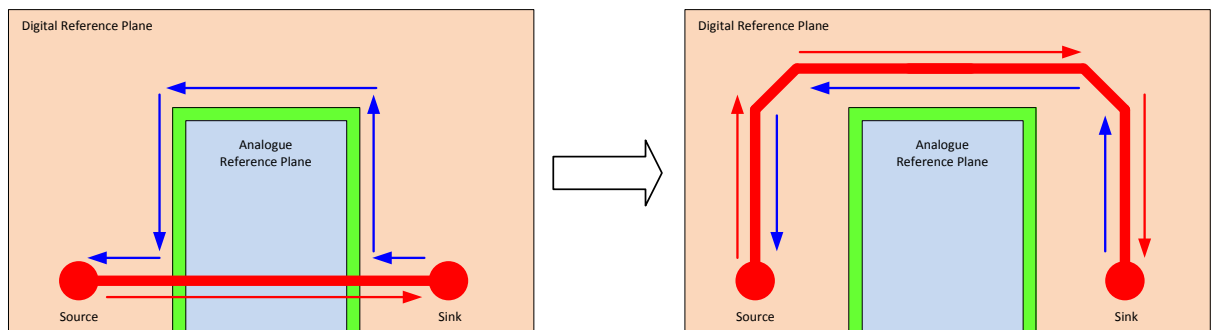 Digital Reference Plane
Analogue
Reference Plane
Source
Sink
Digital Reference Plane
Analogue
Reference Plane
Source
Sink